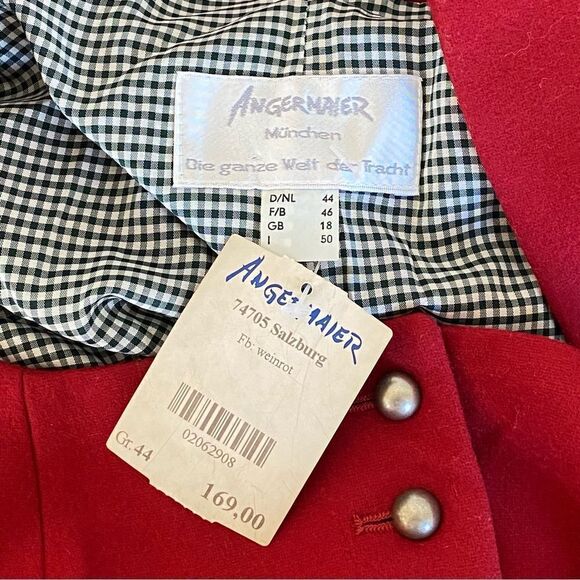 ANGERMAIER
München
Die ganze Welt der Tracht
D/NL 44
F/B 46
GB 18
I 50
ANGERMAIER
74705 Salzburg
Fb: weinrot
02062908
Gr. 44
169,00